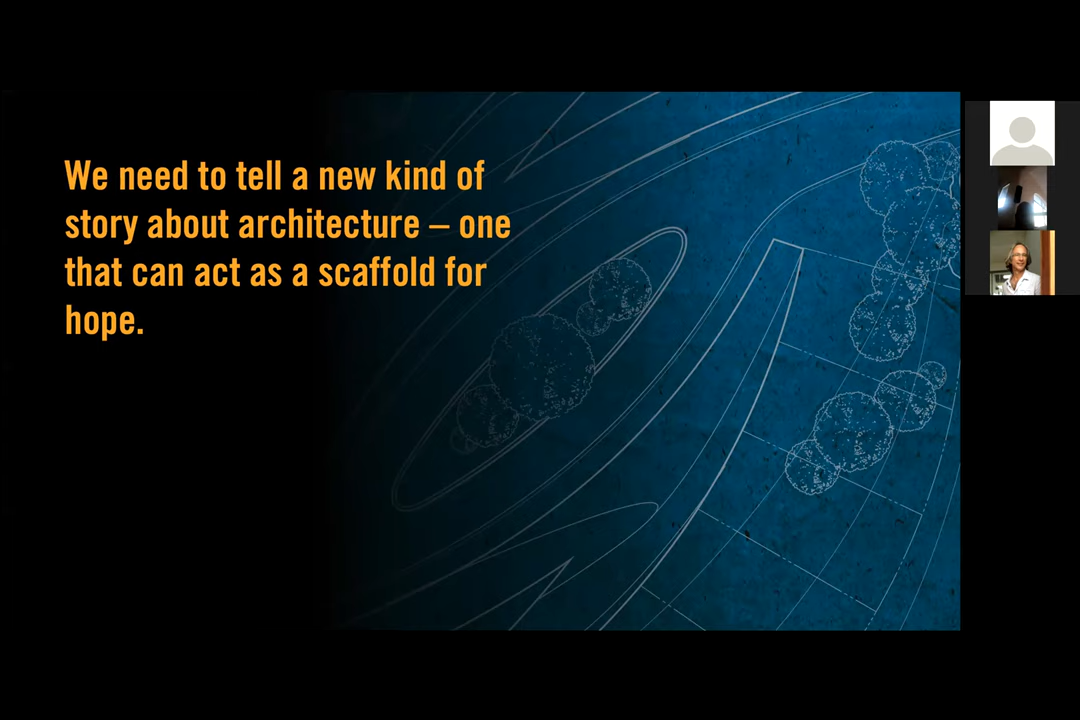 We need to tell a new kind of
story about architecture – one
that can act as a scaffold for
hope.